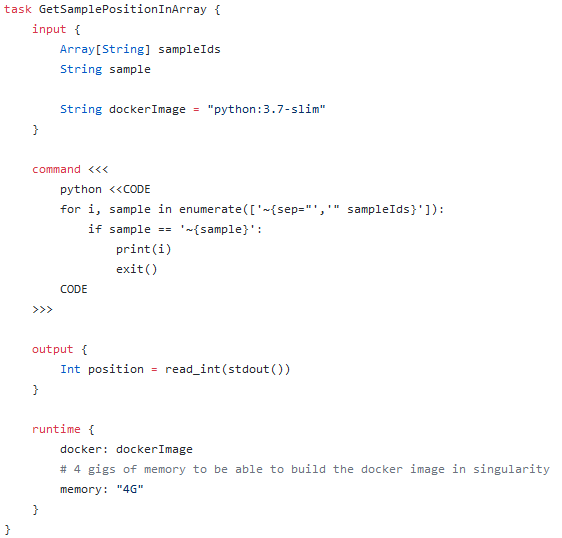 task GetSamplePositionInArray {
    input {
        Array[String] sampleIds
        String sample

        String dockerImage = "python:3.7-slim"
    }

    command <<<
        python <<CODE
        for i, sample in enumerate(['~{sep="','" sampleIds}']):
            if sample == '~{sample}':
                print(i)
                exit()
        CODE
    >>>

    output {
        Int position = read_int(stdout())
    }

    runtime {
        docker: dockerImage
        # 4 gigs of memory to be able to build the docker image in singularity
        memory: "4G"
    }
}